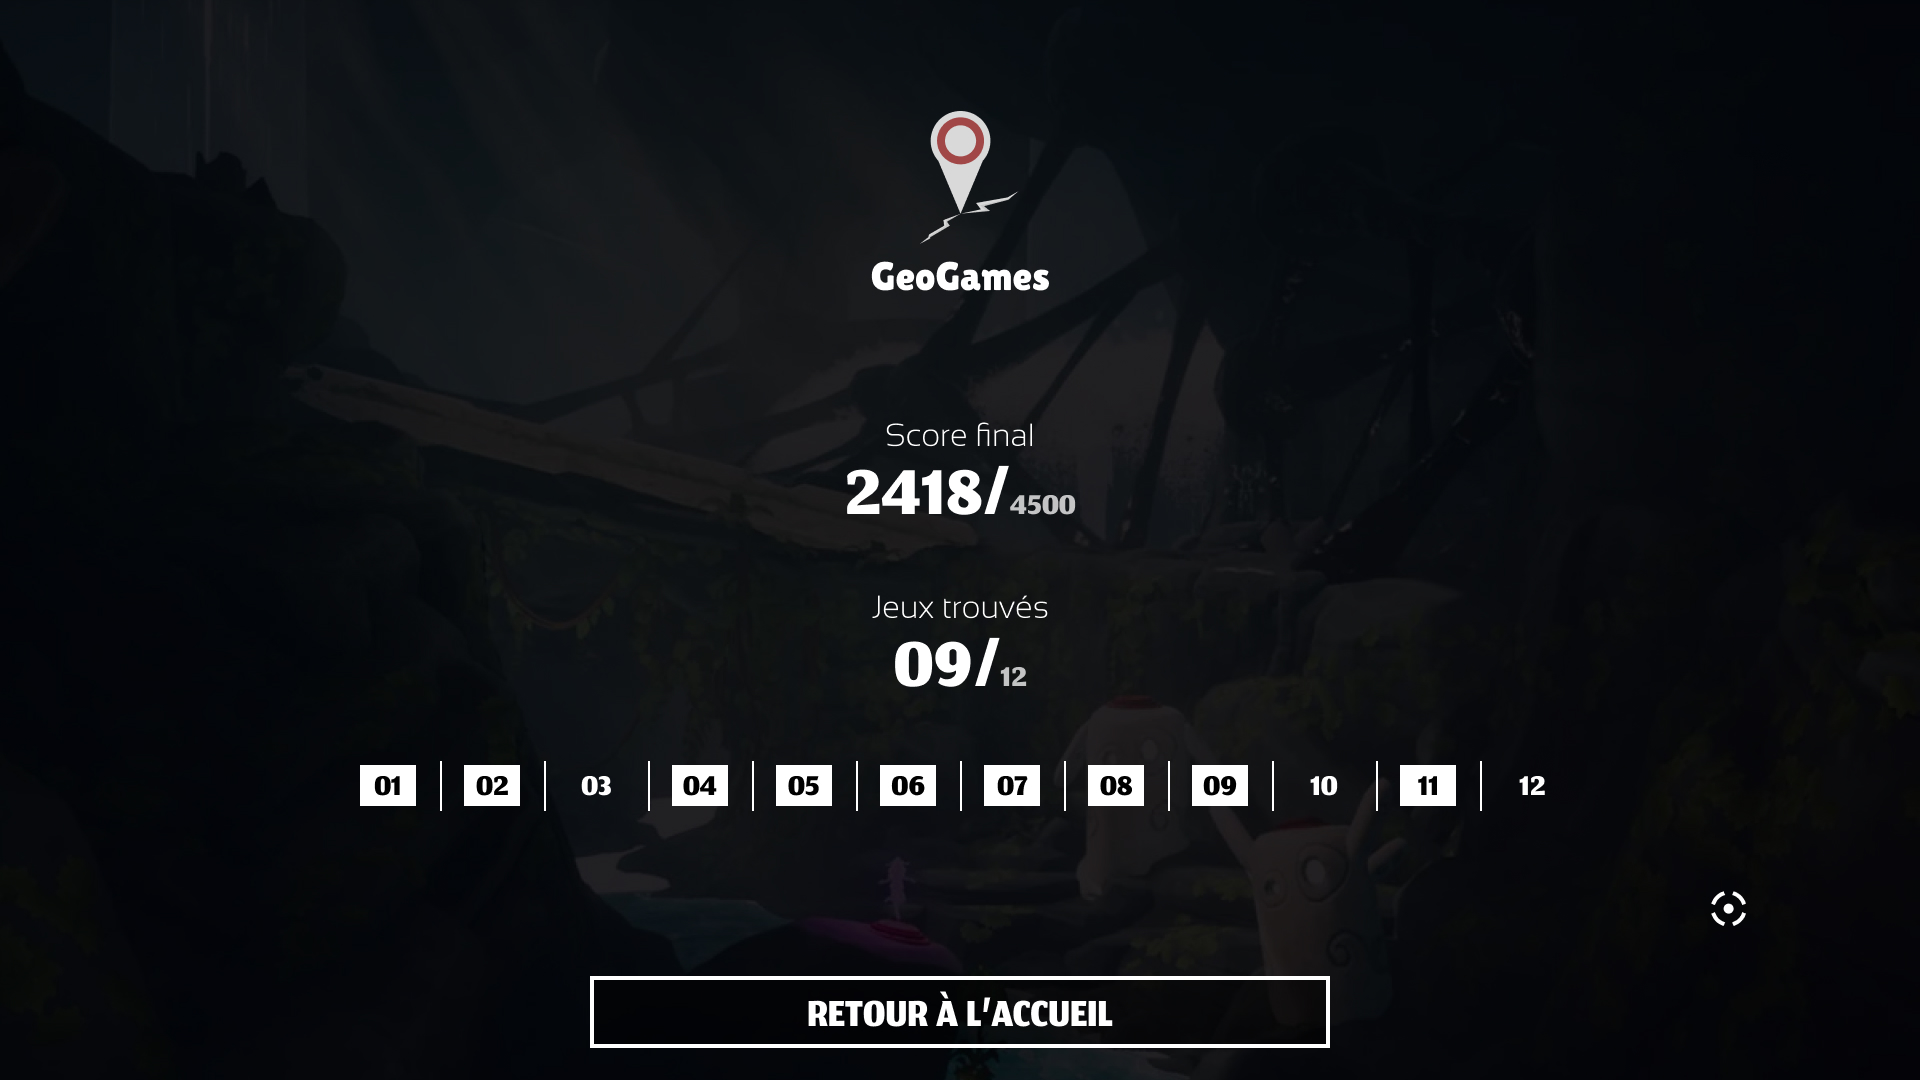 GeoGames
Score final
2418/4500
Jeux trouvés
09/12
01 02 03 04 05 06 07 08 09 10 11 12
RETOUR À L'ACCUEIL